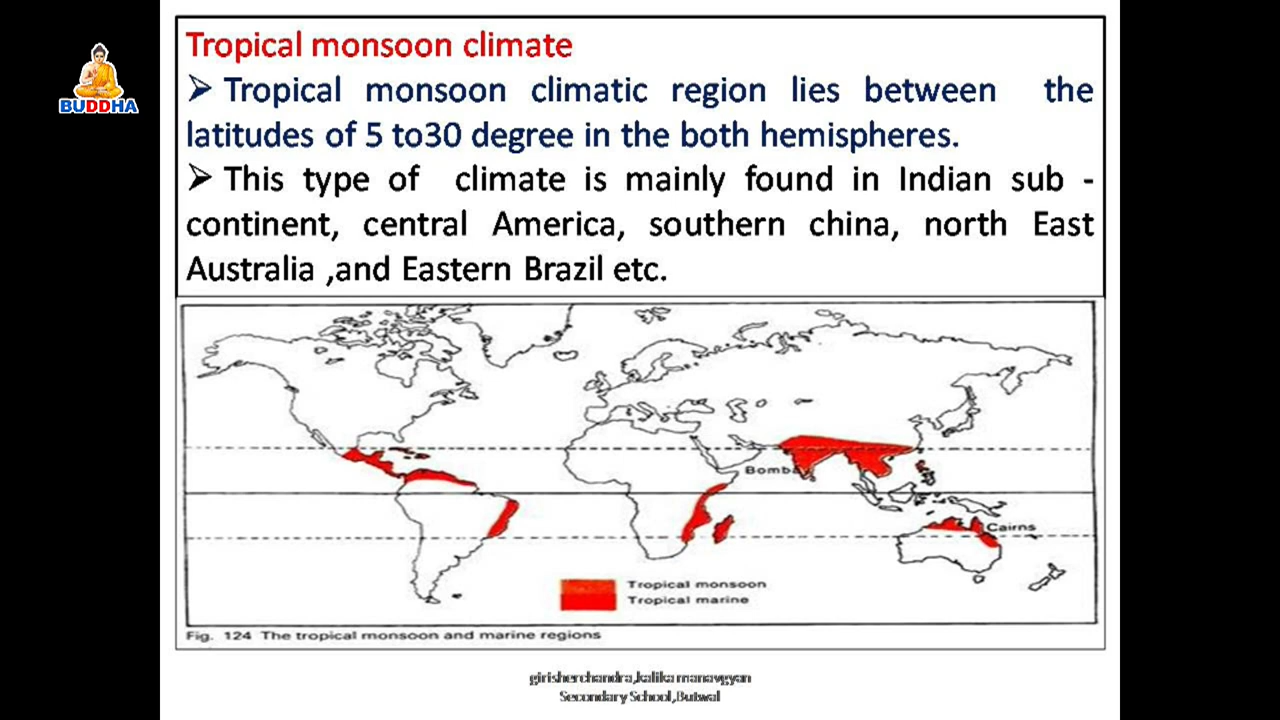 BUDDHA
Tropical monsoon climate
➢ Tropical monsoon climatic region lies between the
latitudes of 5 to30 degree in the both hemispheres.
➢ This type of climate is mainly found in Indian sub -
continent, central America, southern china, north East
Australia ,and Eastern Brazil etc.
Bombay
Cairns
Tropical monsoon
Tropical marine
Fig. 124 The tropical monsoon and marine regions
girisherchandra,kalika manavgyan
Secondary School,Butwal